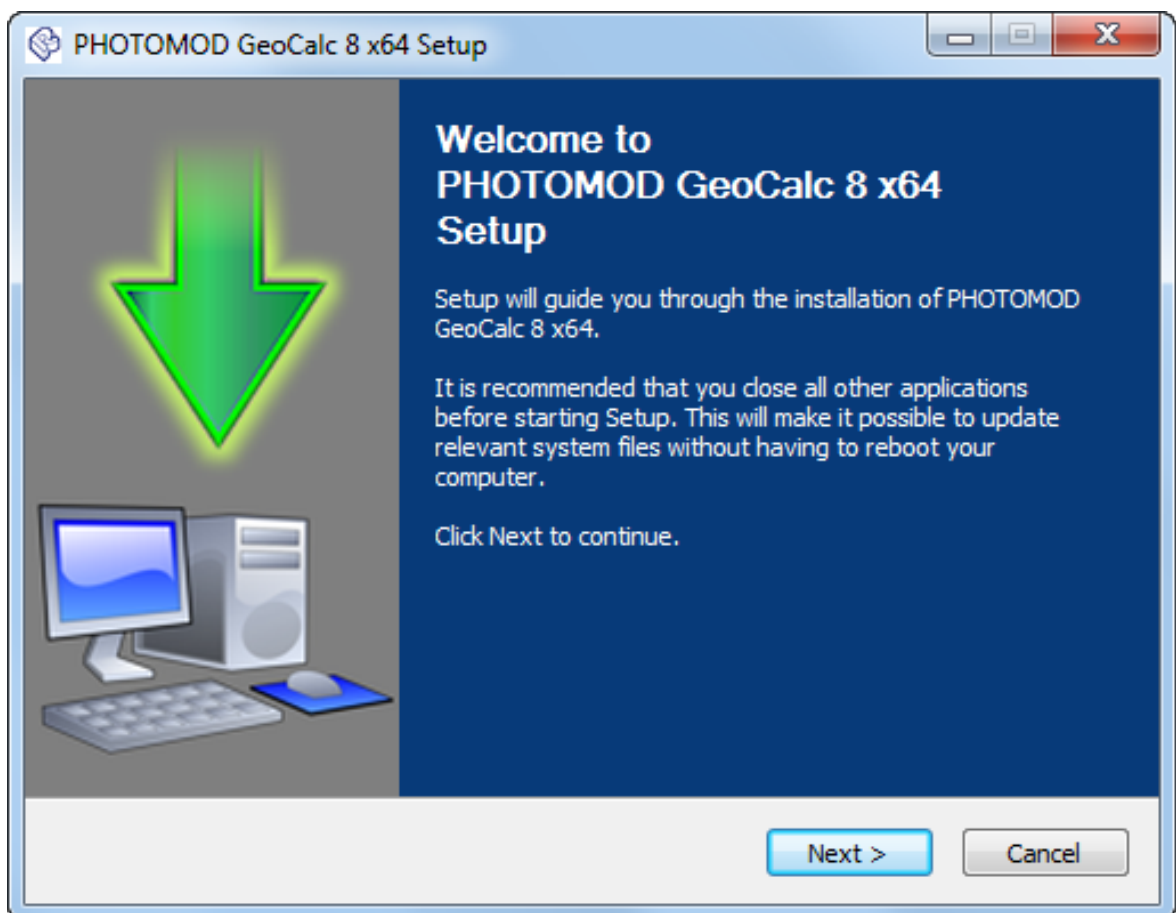 PHOTOMOD GeoCalc 8 x64 Setup
Welcome to
PHOTOMOD GeoCalc 8 x64
Setup
Setup will guide you through the installation of PHOTOMOD
GeoCalc 8 x64.
It is recommended that you close all other applications
before starting Setup. This will make it possible to update
relevant system files without having to reboot your
computer.
Click Next to continue.
Next >
Cancel